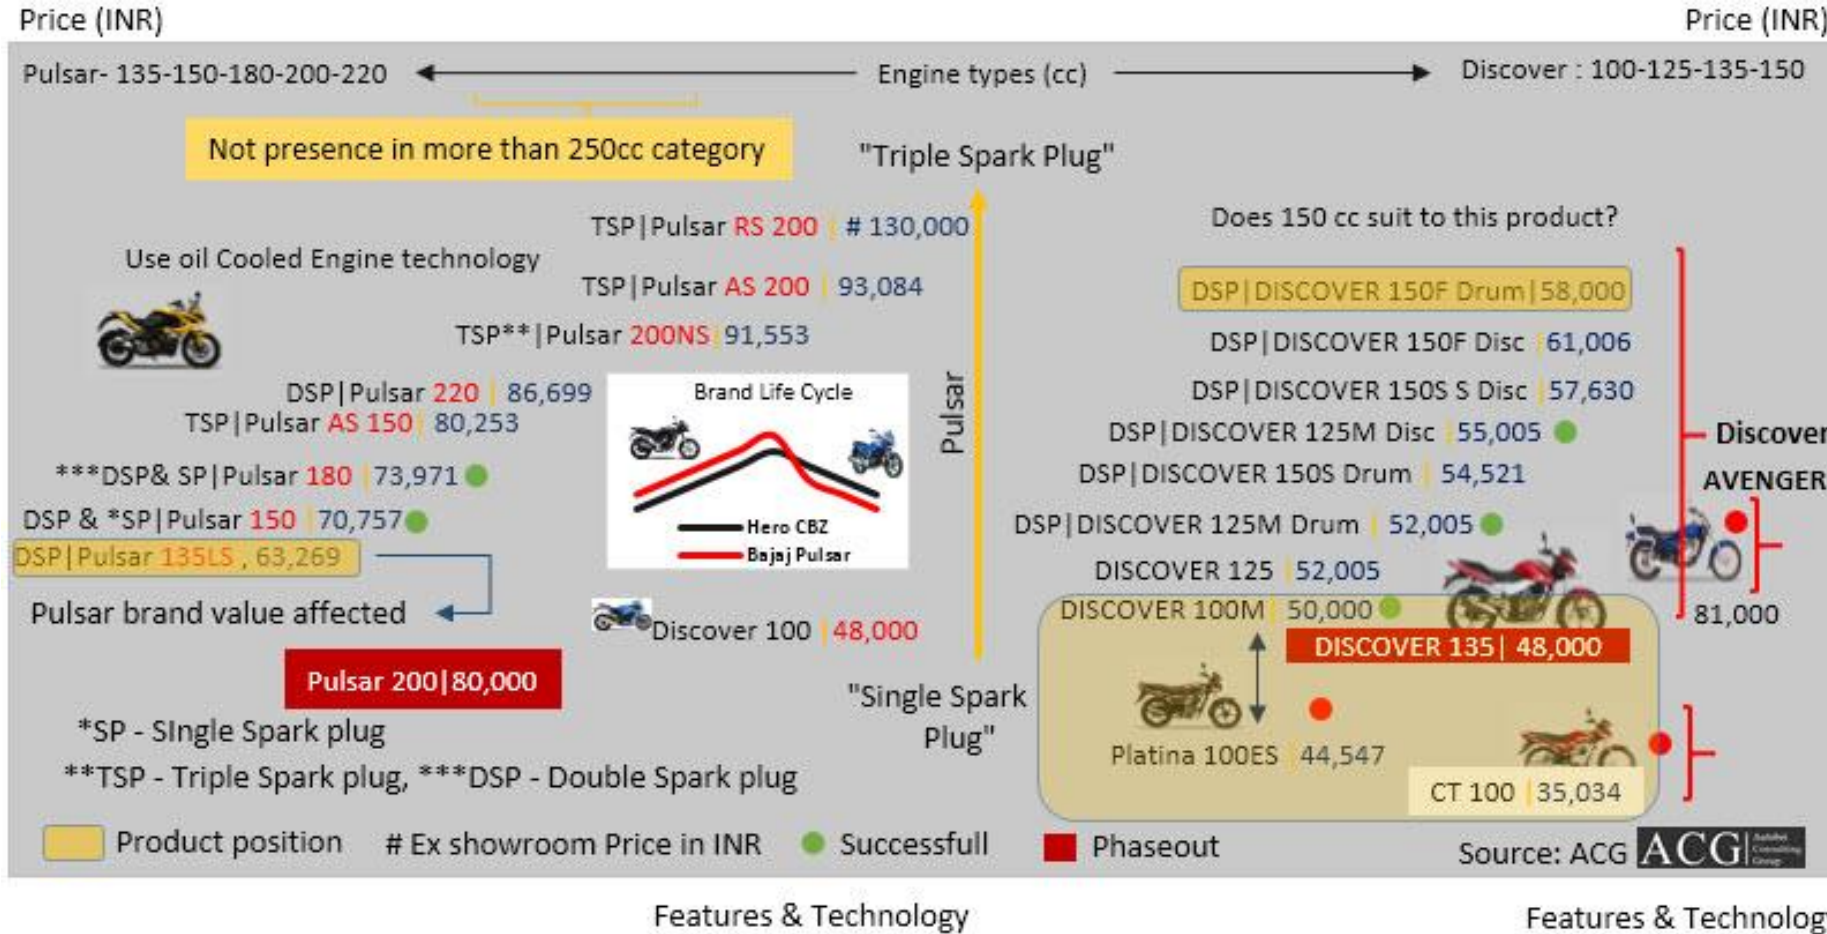 Price (INR)
Price (INR)
Pulsar- 135-150-180-200-220
Engine types (cc)
Discover : 100-125-135-150
Not presence in more than 250cc category
"Triple Spark Plug"
TSP|Pulsar RS 200 | # 130,000
Does 150 cc suit to this product?
Use oil Cooled Engine technology
TSP|Pulsar AS 200 | 93,084
DSP|DISCOVER 150F Drum|58,000
TSP**|Pulsar 200NS|91,553
DSP|DISCOVER 150F Disc |61,006
DSP|Pulsar 220 | 86,699
Brand Life Cycle
Pulsar
DSP|DISCOVER 150S S Disc |57,630
TSP|Pulsar AS 150| 80,253
DSP|DISCOVER 125M Disc |55,005
Discover
***DSP& SP|Pulsar 180 |73,971
DSP|DISCOVER 150S Drum | 54,521
AVENGER
DSP & *SP|Pulsar 150 |70,757
Hero CBZ
Bajaj Pulsar
DSP|DISCOVER 125M Drum | 52,005
DSP|Pulsar 135LS , 63,269
DISCOVER 125 |52,005
Pulsar brand value affected
DISCOVER 100M| 50,000
81,000
Discover 100 |48,000
DISCOVER 135| 48,000
Pulsar 200|80,000
"Single Spark
Plug"
*SP - SIngle Spark plug
Platina 100ES |44,547
**TSP - Triple Spark plug, ***DSP - Double Spark plug
CT 100 |35,034
Product position
# Ex showroom Price in INR
Successfull
Phaseout
Source: ACG
ACG
Features & Technology
Features & Technolog